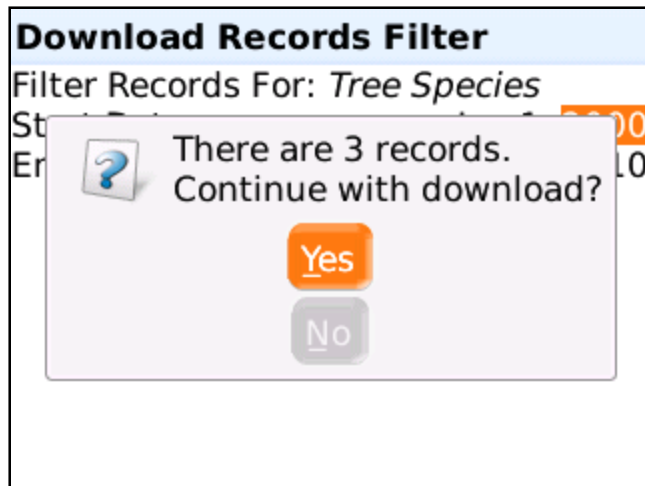 Download Records Filter
Filter Records For: Tree Species
There are 3 records.
Continue with download?
Yes
No